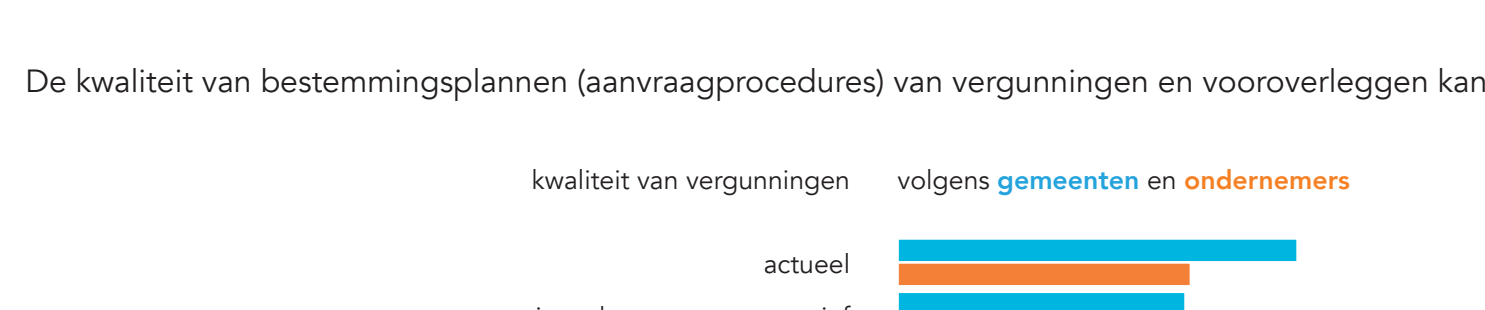 De kwaliteit van bestemmingsplannen (aanvraagprocedures) van vergunningen en vooroverleggen kan
kwaliteit van vergunningen volgens gemeenten en ondernemers
actueel